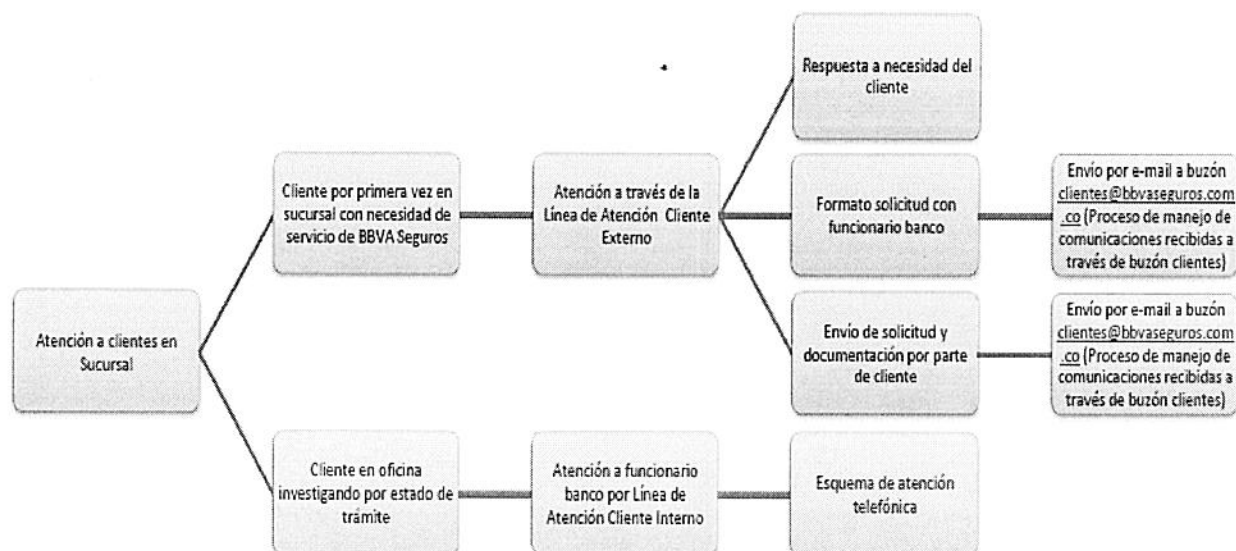 Respuesta a necesidad del
cliente
Cliente por primera vez en
sucursal con necesidad de
servicio de BBVA Seguros
Atención a través de la
Línea de Atención Cliente
Externo
Formato solicitud con
funcionario banco
Envío por e-mail a buzón
clientes@bbvaseguros.com
.co (Proceso de manejo de
comunicaciones recibidas a
través de buzón clientes)
Atención a clientes en
Sucursal
Envío de solicitud y
documentación por parte
de cliente
Envío por e-mail a buzón
clientes@bbvaseguros.com
.co (Proceso de manejo de
comunicaciones recibidas a
través de buzón clientes)
Cliente en oficina
investigando por estado de
trámite
Atención a funcionario
banco por Línea de
Atención Cliente Interno
Esquema de atención
telefónica